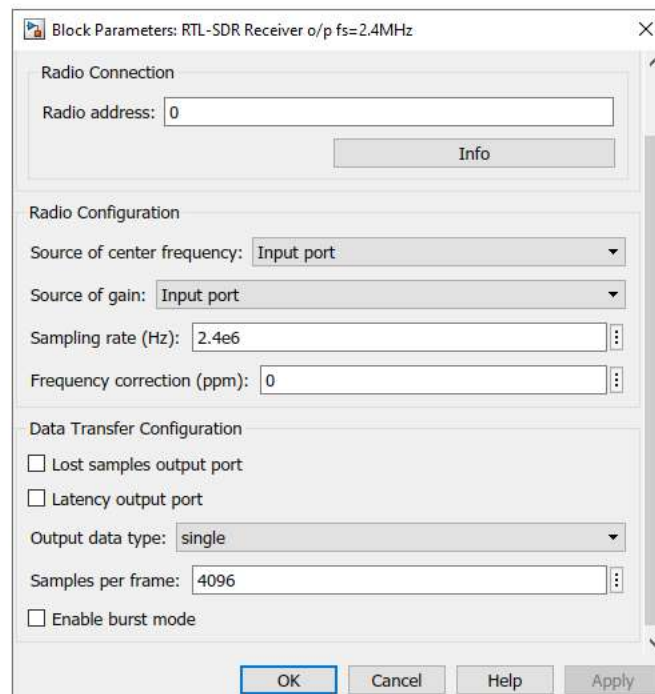 Block Parameters: RTL-SDR Receiver o/p fs=2.4MHz
Radio Connection
Radio address: 0
Info
Radio Configuration
Source of center frequency: Input port
Source of gain: Input port
Sampling rate (Hz): 2.4e6
Frequency correction (ppm): 0
Data Transfer Configuration
Lost samples output port
Latency output port
Output data type: single
Samples per frame: 4096
Enable burst mode
OK Cancel Help Apply